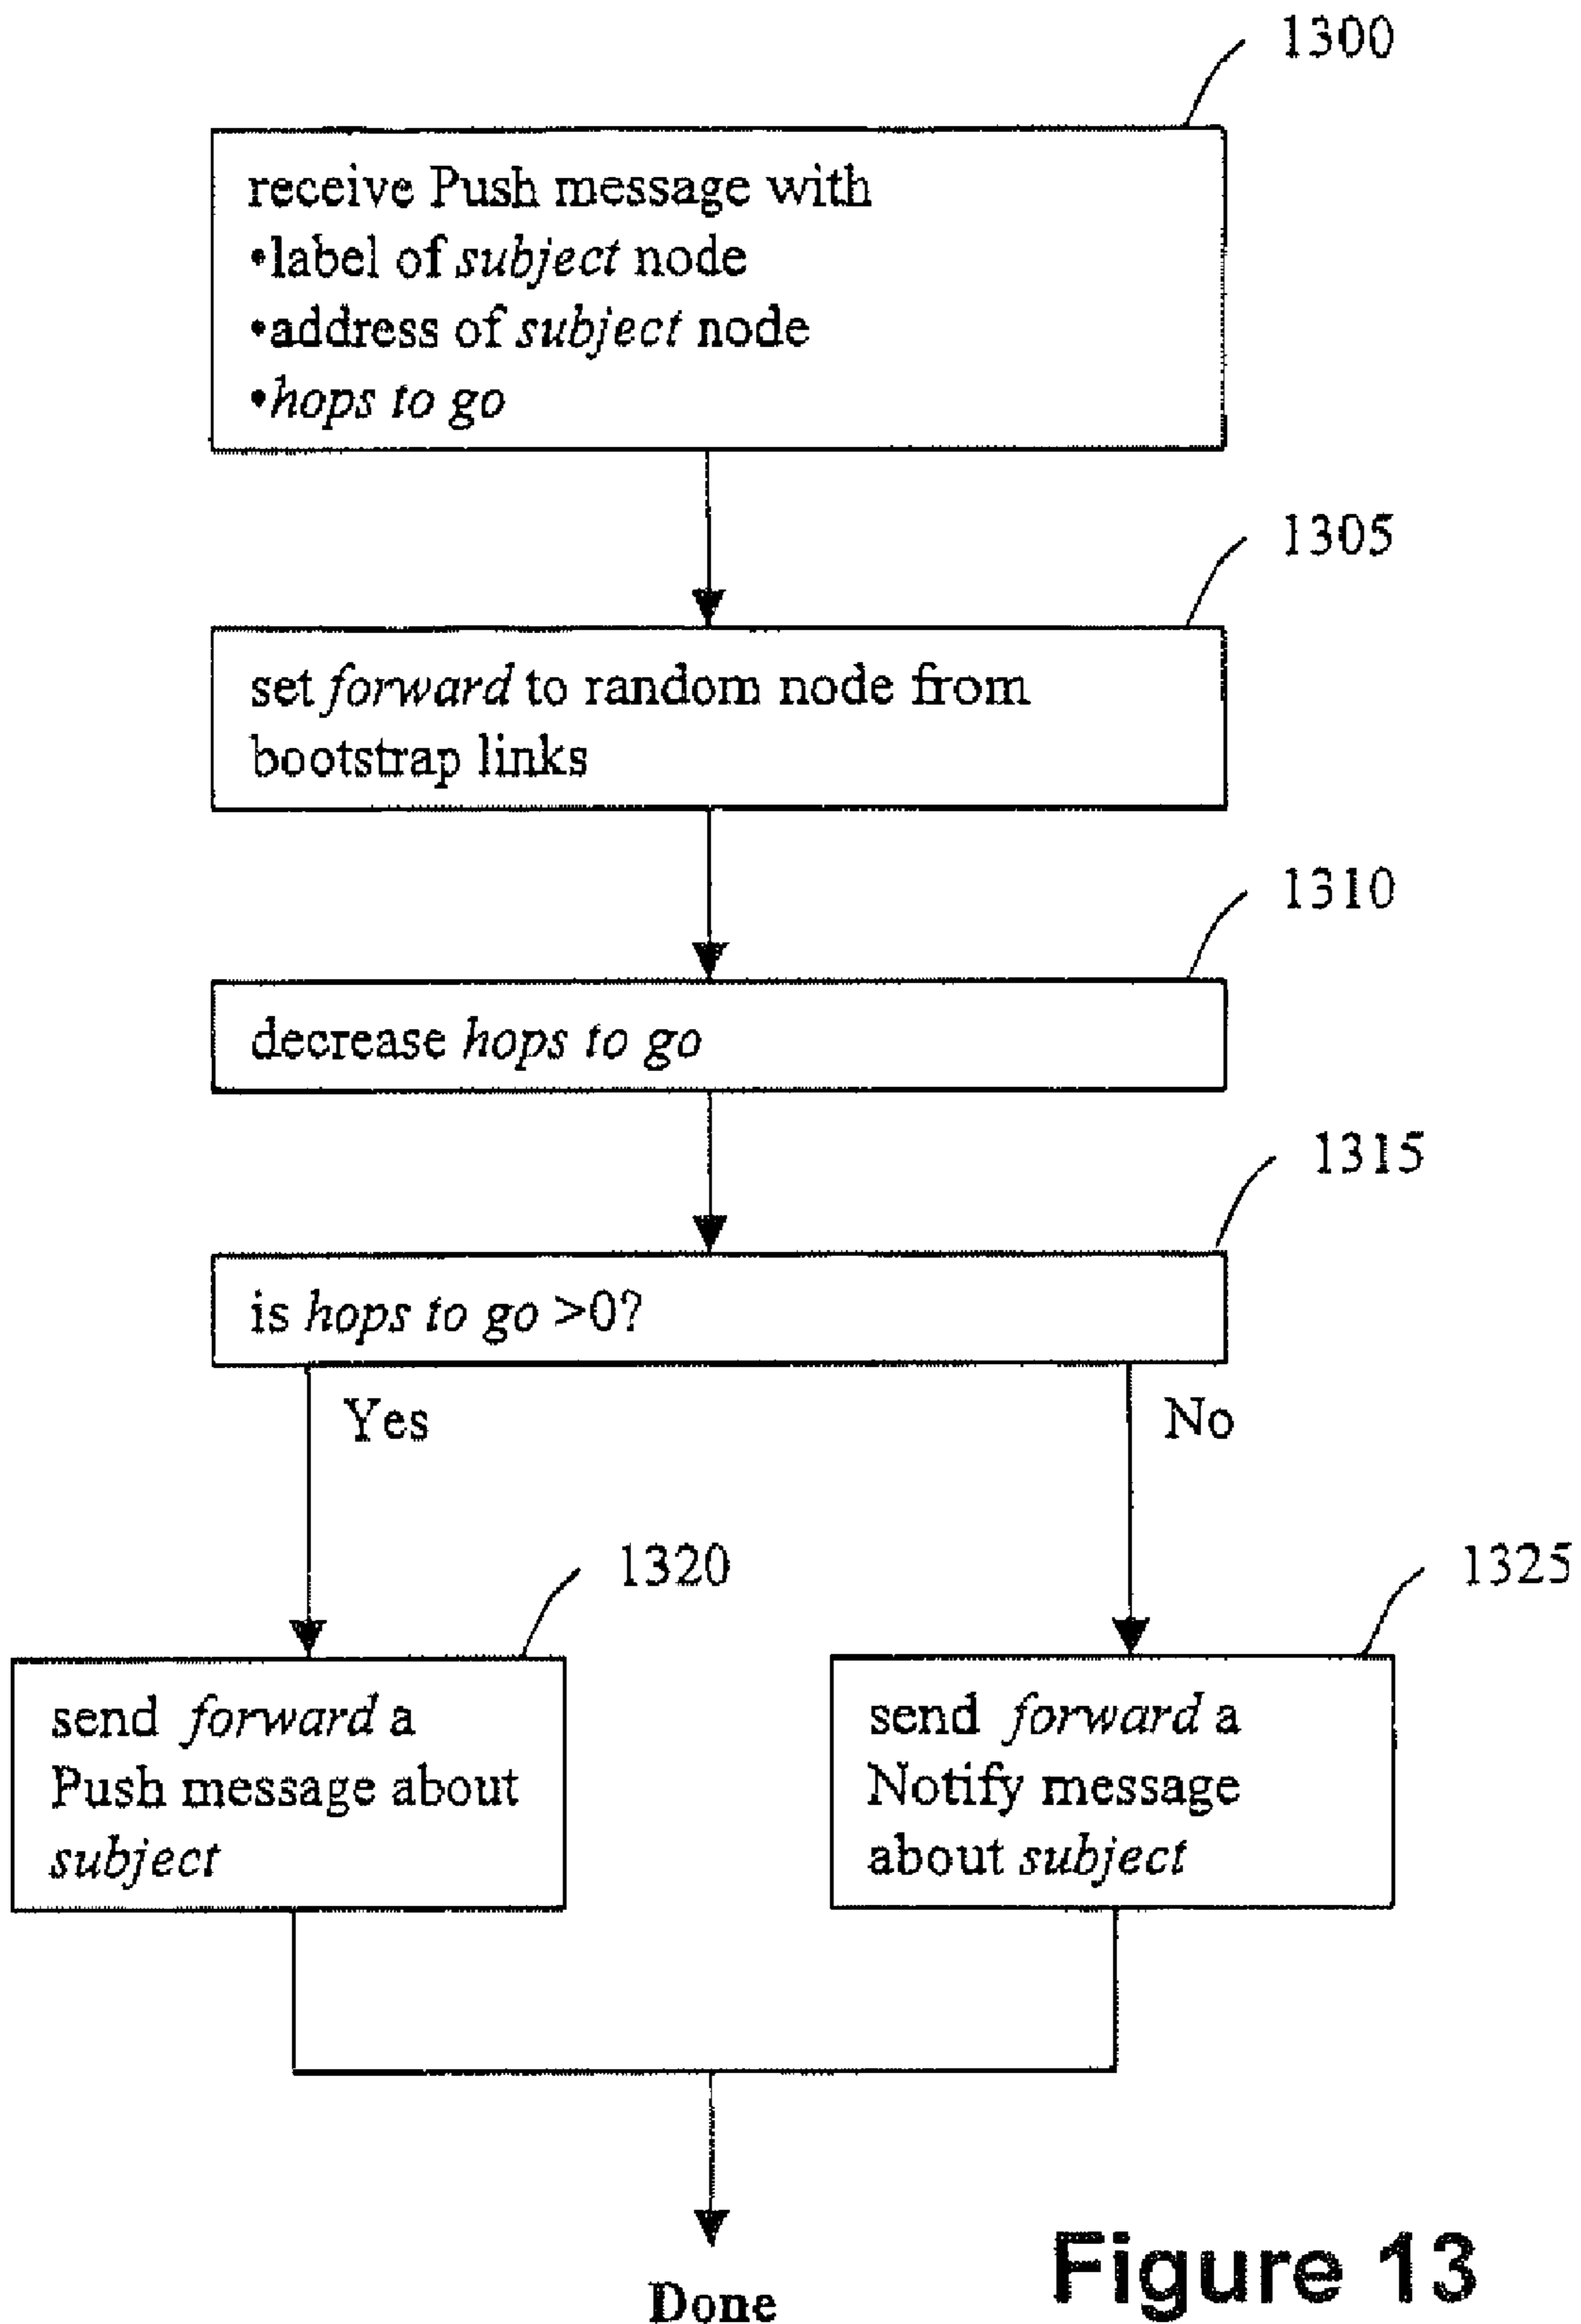 1300
receive Push message with
•label of subject node
•address of subject node
•hops to go
1305
set forward to random node from
bootstrap links
1310
decrease hops to go
1315
is hops to go >0?
Yes
No
1320
1325
send forward a
Push message about
subject
send forward a
Notify message
about subject
Done
Figure 13